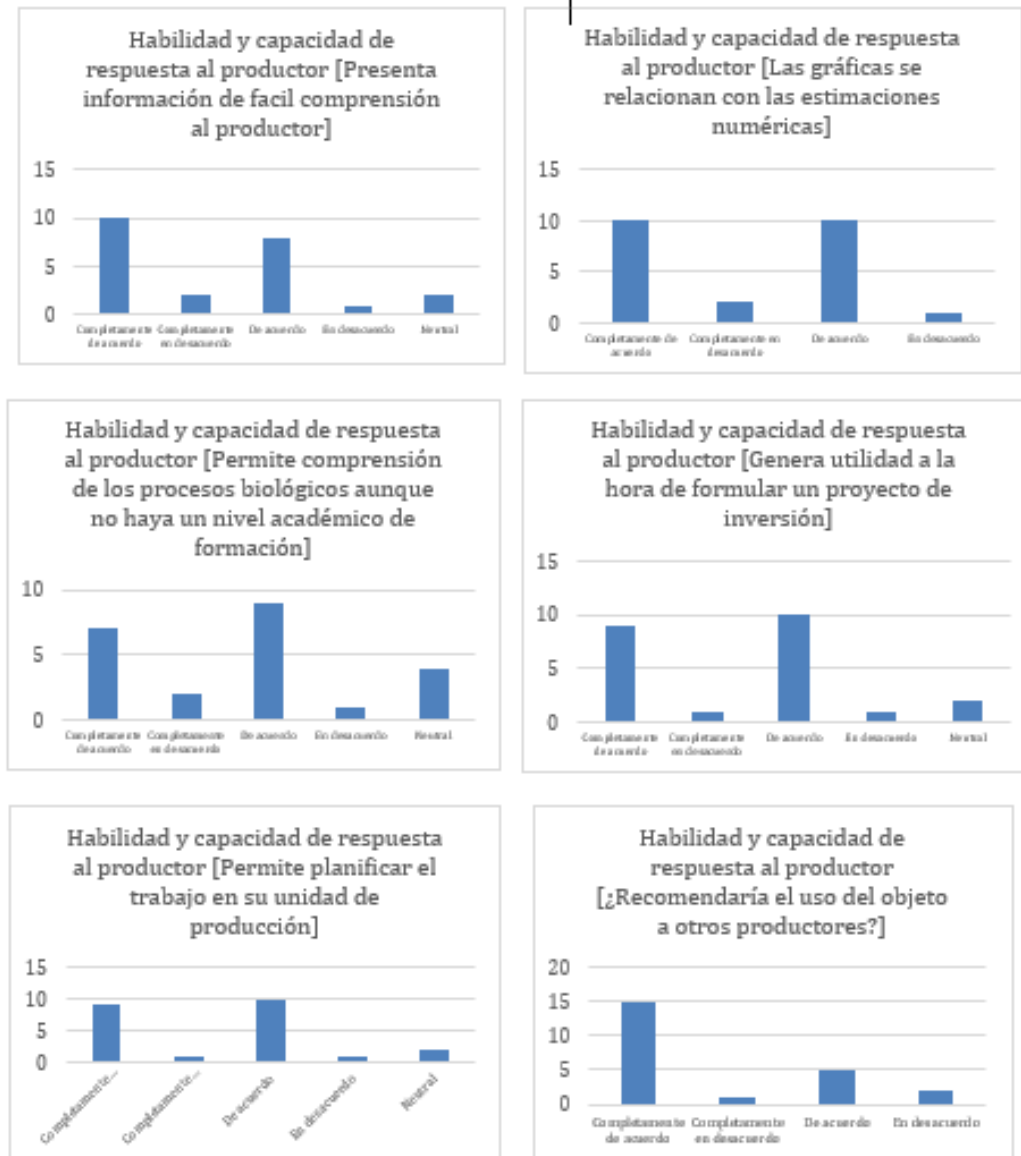 Habilidad y capacidad de
respuesta al productor [Presenta
información de facil comprensión
al productor]
15
10
5
0
Completamente de acuerdo
Completamente en desacuerdo
De acuerdo
En desacuerdo
Neutral
Habilidad y capacidad de respuesta
al productor [Las gráficas se
relacionan con las estimaciones
numéricas]
15
10
5
0
Completamente de acuerdo
Completamente en desacuerdo
De acuerdo
En desacuerdo
Habilidad y capacidad de respuesta
al productor [Permite comprensión
de los procesos biológicos aunque
no haya un nivel académico de
formación]
10
5
0
Completamente de acuerdo
Completamente en desacuerdo
De acuerdo
En desacuerdo
Neutral
Habilidad y capacidad de respuesta
al productor [Genera utilidad a la
hora de formular un proyecto de
inversión]
15
10
5
0
Completamente de acuerdo
Completamente en desacuerdo
De acuerdo
En desacuerdo
Neutral
Habilidad y capacidad de respuesta
al productor [Permite planificar el
trabajo en su unidad de
producción]
15
10
5
0
Completamente...
Completamente...
De acuerdo
En desacuerdo
Neutral
Habilidad y capacidad de
respuesta al productor
[¿Recomendaría el uso del objeto
a otros productores?]
20
15
10
5
0
Completamente de acuerdo
Completamente en desacuerdo
De acuerdo
En desacuerdo